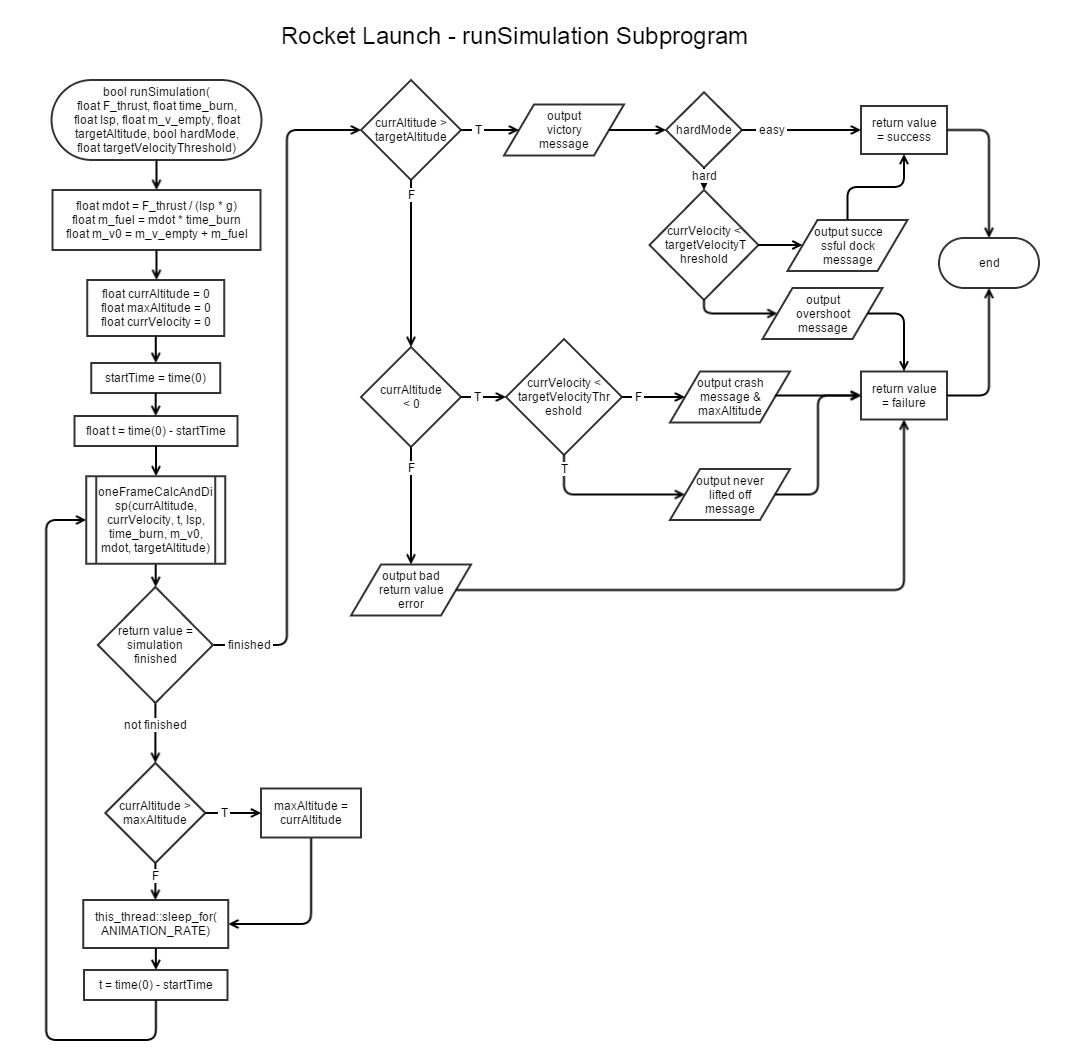 Rocket Launch - runSimulation Subprogram
bool runSimulation(
float F_thrust, float time_burn,
float Isp, float m_v_empty, float
targetAltitude, bool hardMode,
float targetVelocityThreshold)
float mdot = F_thrust / (Isp * g)
float m_fuel = mdot * time_burn
float m_v0 = m_v_empty + m_fuel
float currAltitude = 0
float maxAltitude = 0
float currVelocity = 0
startTime = time(0)
float t = time(0) - startTime
oneFrameCalcAndDi
sp(currAltitude,
currVelocity, t, Isp,
time_burn, m_v0,
mdot, targetAltitude)
return value =
simulation
finished
finished
not finished
currAltitude >
maxAltitude
T
maxAltitude =
currAltitude
F
this_thread::sleep_for(
ANIMATION_RATE)
t = time(0) - startTime
currAltitude >
targetAltitude
T
output
victory
message
hardMode
easy
return value
= success
F
hard
currVelocity <
targetVelocityT
hreshold
output succe
ssful dock
message
end
output
overshoot
message
currAltitude
< 0
T
currVelocity <
targetVelocityThr
eshold
F
output crash
message &
maxAltitude
return value
= failure
F
T
output never
lifted off
message
output bad
return value
error